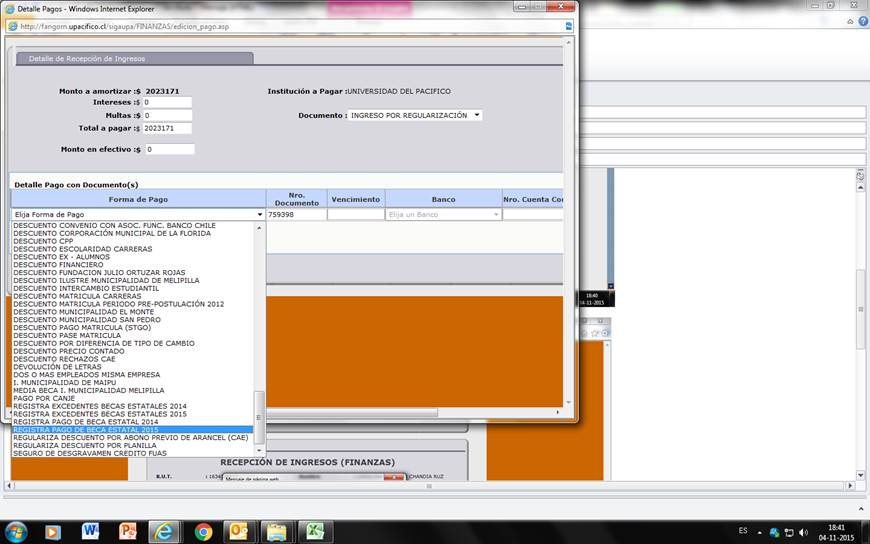 Detalle Pagos - Windows Internet Explorer
http://fangorn.upacifico.cl/sigaupa/FINANZAS/edicion_pago.asp
Detalle de Recepción de Ingresos
Monto a amortizar :$ 2023171
Institución a Pagar :UNIVERSIDAD DEL PACIFICO
Intereses :$ 0
Multas :$ 0
Documento : INGRESO POR REGULARIZACIÓN
Total a pagar :$ 2023171
Monto en efectivo :$ 0
Detalle Pago con Documento(s)
Forma de Pago
Nro. Documento
Vencimiento
Banco
Nro. Cuenta
Elija Forma de Pago
759398
Elija un Banco
DESCUENTO CONVENIO CON ASOC. FUNC. BANCO CHILE
DESCUENTO CORPORACIÓN MUNICIPAL DE LA FLORIDA
DESCUENTO CPP
DESCUENTO ESCOLARIDAD CARRERAS
DESCUENTO EX - ALUMNOS
DESCUENTO FINANCIERO
DESCUENTO FUNDACION JULIO ORTUZAR ROJAS
DESCUENTO ILUSTRE MUNICIPALIDAD DE MELIPILLA
DESCUENTO INTERCAMBIO ESTUDIANTIL
DESCUENTO MATRICULA CARRERAS
DESCUENTO MATRICULA PERIODO PRE-POSTULACIÓN 2012
DESCUENTO MUNICIPALIDAD EL MONTE
DESCUENTO MUNICIPALIDAD SAN PEDRO
DESCUENTO PAGO MATRICULA (STGO)
DESCUENTO PASE MATRICULA
DESCUENTO POR DIFERENCIA DE TIPO DE CAMBIO
DESCUENTO PRECIO CONTADO
DESCUENTO RECHAZOS CAE
DEVOLUCIÓN DE LETRAS
DOS O MAS EMPLEADOS MISMA EMPRESA
I. MUNICIPALIDAD DE MAIPU
MEDIA BECA I. MUNICIPALIDAD MELIPILLA
PAGO POR CANJE
REGISTRA EXCEDENTES BECAS ESTATALES 2014
REGISTRA EXCEDENTES BECAS ESTATALES 2015
REGISTRA PAGO DE BECA ESTATAL 2014
REGISTRA PAGO DE BECA ESTATAL 2015
REGULARIZA DESCUENTO POR ABONO PREVIO DE ARANCEL (CAE)
REGULARIZA DESCUENTO POR PLANILLA
SEGURO DE DESGRAVAMEN CREDITO FUAS
18:40
04-11-2015
RECEPCIÓN DE INGRESOS (FINANZAS)
R.U.T.
CHANDIA RUZ
Mensaje de página web
ES
18:41
04-11-2015